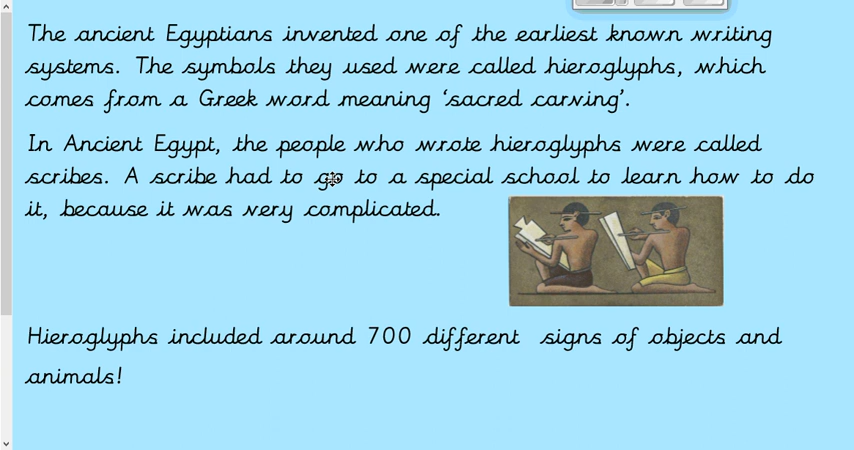 The ancient Egyptians invented one of the earliest known writing
systems. The symbols they used were called hieroglyphs, which
comes from a Greek word meaning ‘sacred carving’.
In Ancient Egypt, the people who wrote hieroglyphs were called
scribes. A scribe had to go to a special school to learn how to do
it, because it was very complicated.
Hieroglyphs included around 700 different signs of objects and
animals!